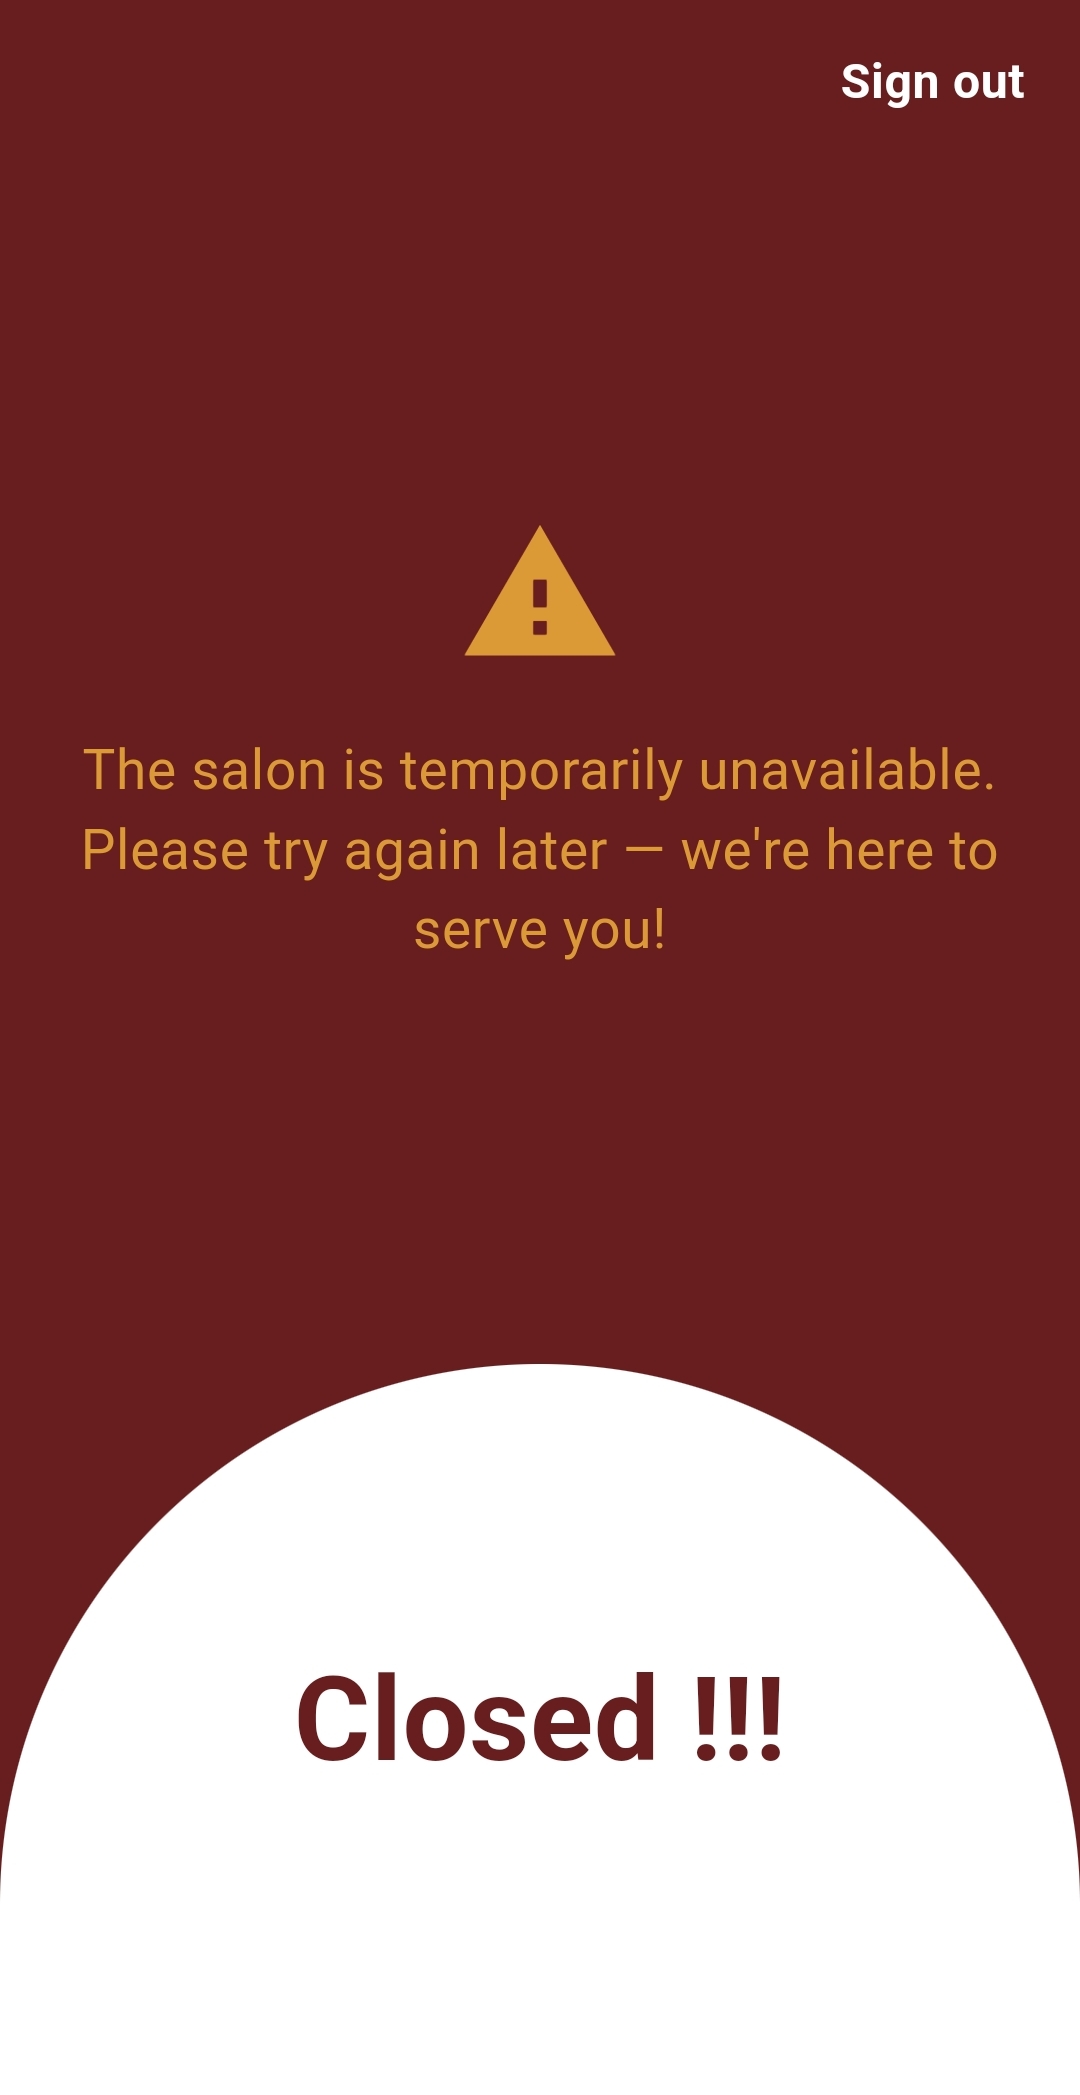 Sign out
The salon is temporarily unavailable.
Please try again later — we're here to
serve you!
Closed !!!